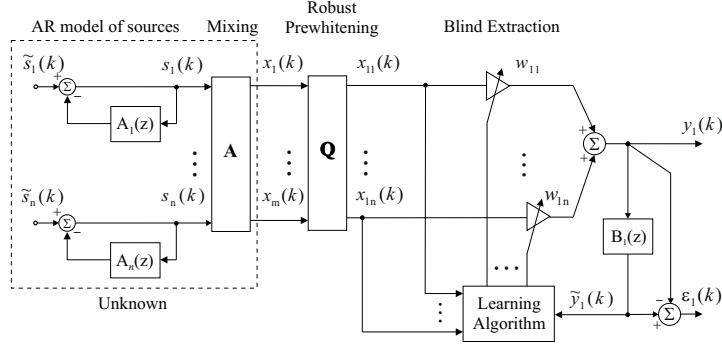 AR model of sources
Mixing
Robust
Prewhitening
Blind Extraction
s̃₁(k)
+
Σ
−
s₁(k)
A₁(z)
x₁(k)
x₁₁(k)
w₁₁
A
Q
+
+
Σ
y₁(k)
s̃ₙ(k)
+
Σ
−
sₙ(k)
Aₙ(z)
xₘ(k)
x₁ₙ(k)
w₁ₙ
B₁(z)
Unknown
Learning
Algorithm
ỹ₁(k)
−
+
Σ
ε₁(k)